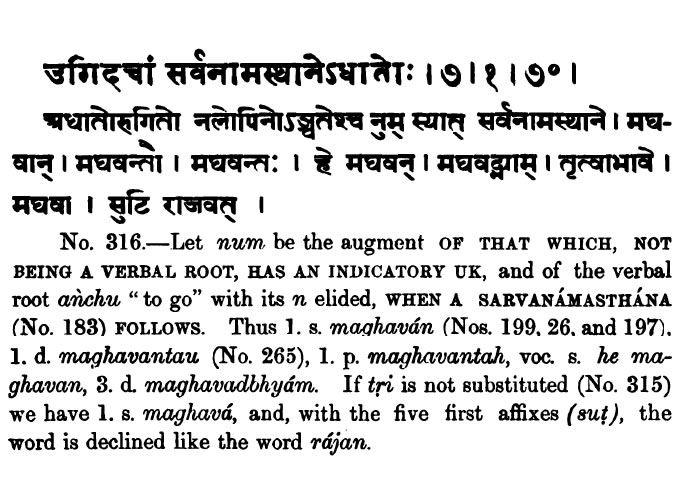 उगिदचां सर्वनामस्थानेऽधातोः । ७ । १ । ७० ।
अधातोरुगितो नलोपिनोऽञ्चतेश्च नुम् स्यात् सर्वनामस्थाने । मघ-
वान् । मघवन्तौ । मघवन्तः । हे मघवन् । मघवद्भ्याम् । तृत्वाभावे ।
मघवा । सुटि राजवत् ।
No. 316.—Let num be the augment OF THAT WHICH, NOT
BEING A VERBAL ROOT, HAS AN INDICATORY UK, and of the verbal
root aṅchu “to go” with its n elided, WHEN A SARVANÁMASTHÁNA
(No. 183) FOLLOWS. Thus 1. s. maghaván (Nos. 199, 26, and 197),
1. d. maghavantau (No. 265), 1. p. maghavantah, voc. s. he ma-
ghavan, 3. d. maghavadbhyám. If tṛi is not substituted (No. 315)
we have 1. s. maghavá, and, with the five first affixes (suṭ), the
word is declined like the word rájan.